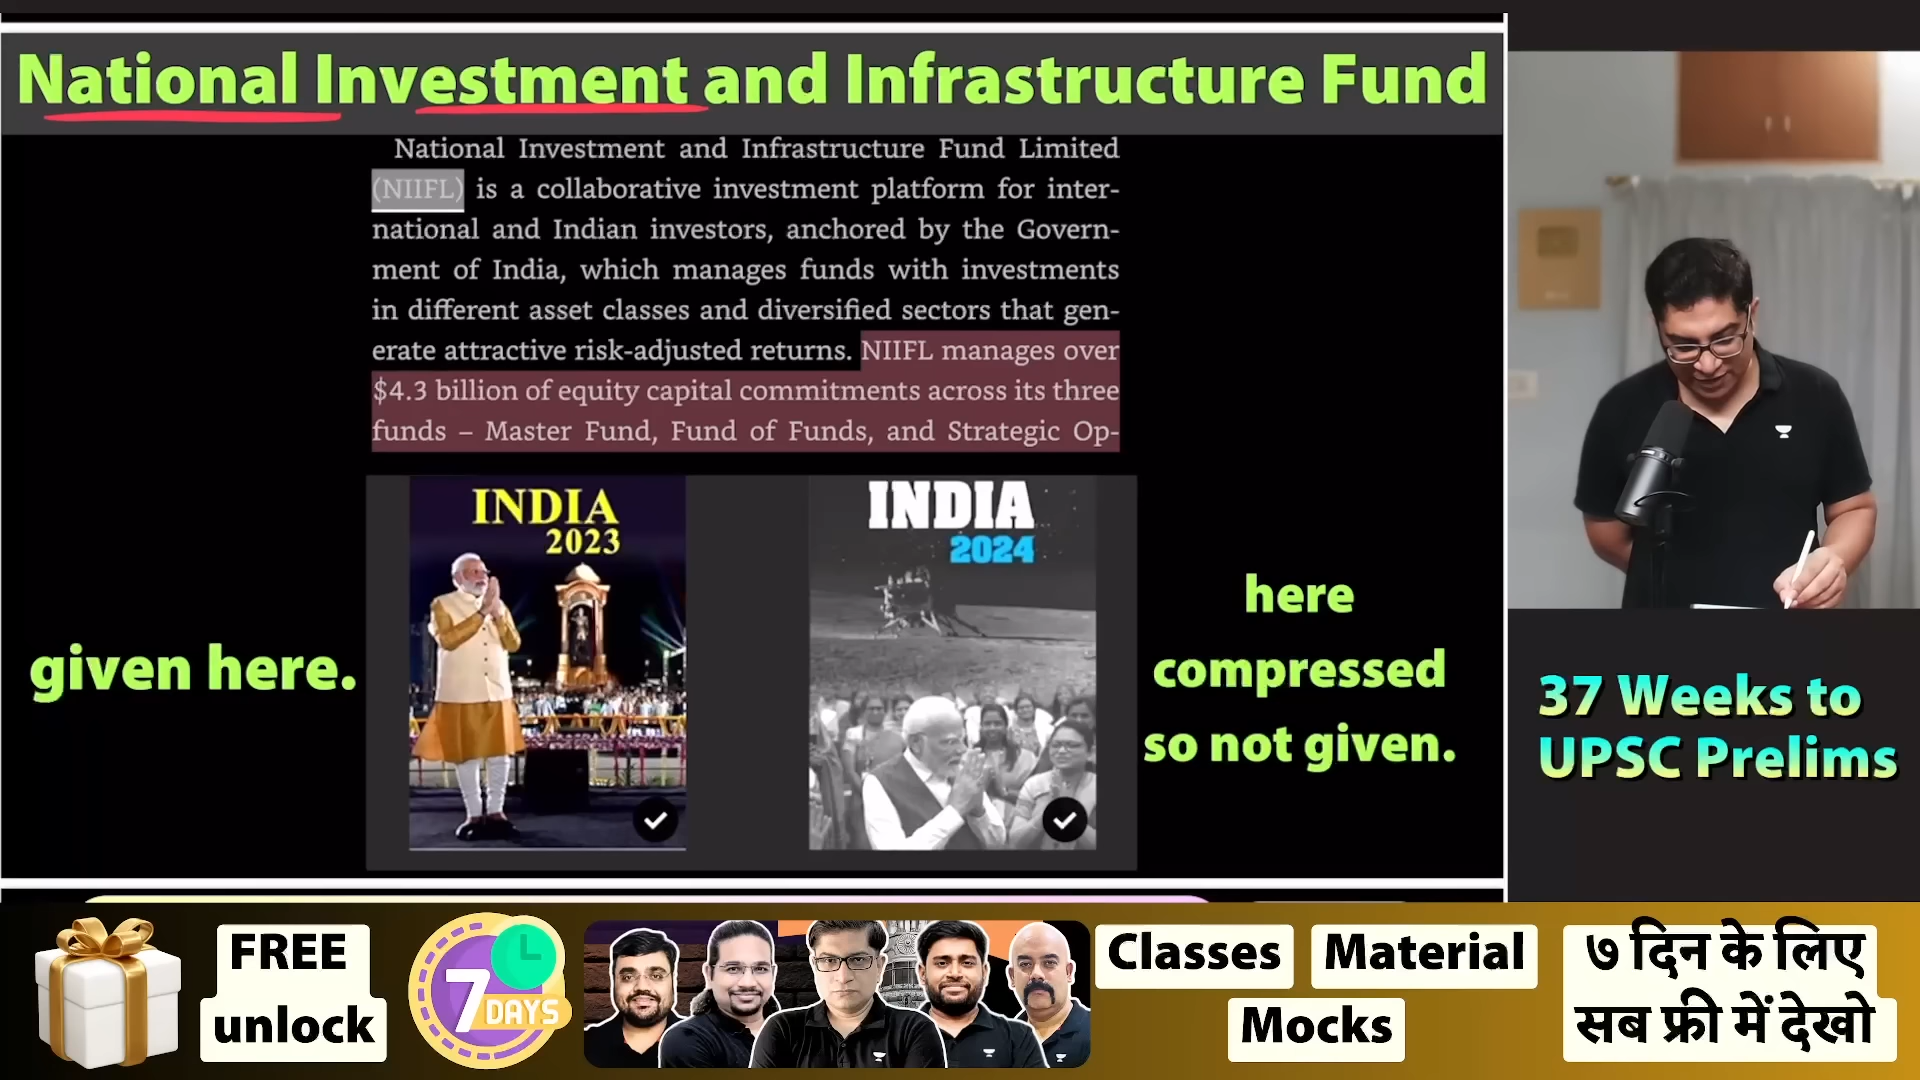 National Investment and Infrastructure Fund
National Investment and Infrastructure Fund Limited
(NIIFL) is a collaborative investment platform for inter-
national and Indian investors, anchored by the Govern-
ment of India, which manages funds with investments
in different asset classes and diversified sectors that gen-
erate attractive risk-adjusted returns. NIIFL manages over
$4.3 billion of equity capital commitments across its three
funds – Master Fund, Fund of Funds, and Strategic Op-
given here.
INDIA
2023
INDIA
2024
here
compressed
so not given.
37 Weeks to
UPSC Prelims
FREE
unlock
7 DAYS
Classes Material
Mocks
७ दिन के लिए
सब फ्री में देखो